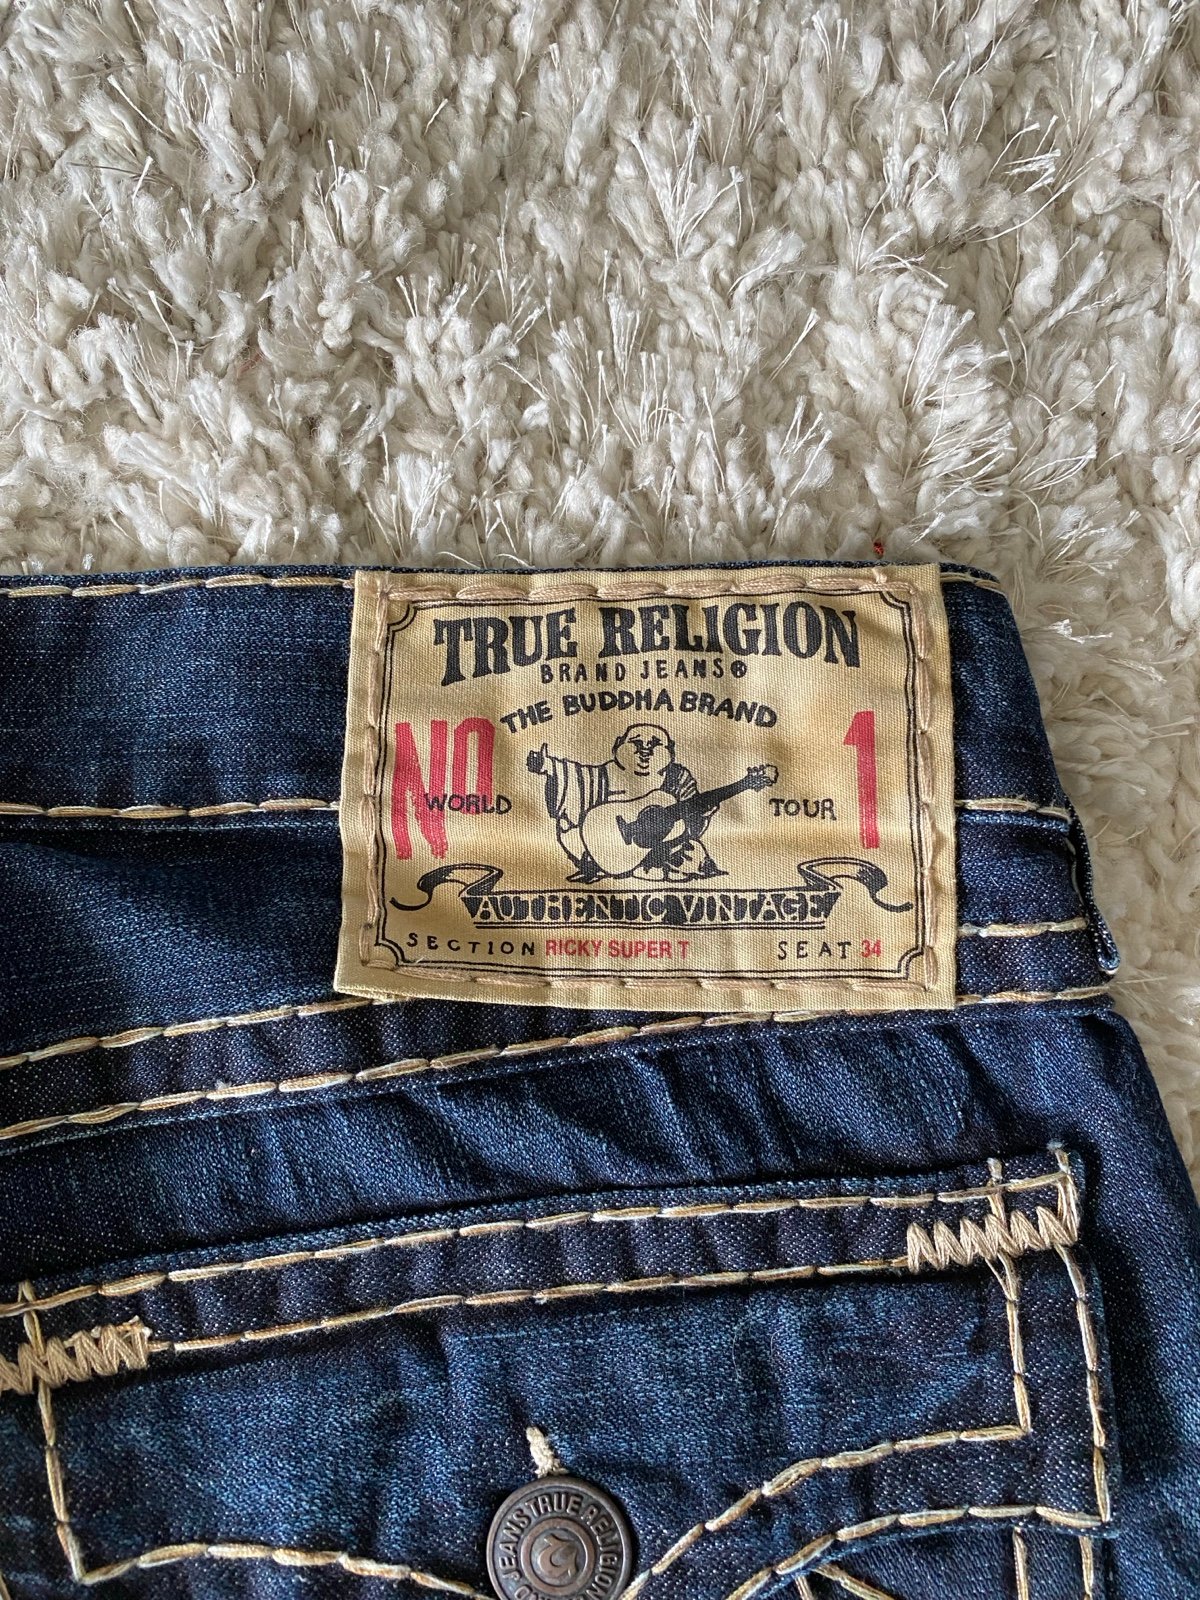 TRUE RELIGION
BRAND JEANS®
THE BUDDHA BRAND
NO 1
WORLD TOUR
AUTHENTIC VINTAGE
SECTION RICKY SUPER T SEAT 34
JEANS TRUE RELIGION